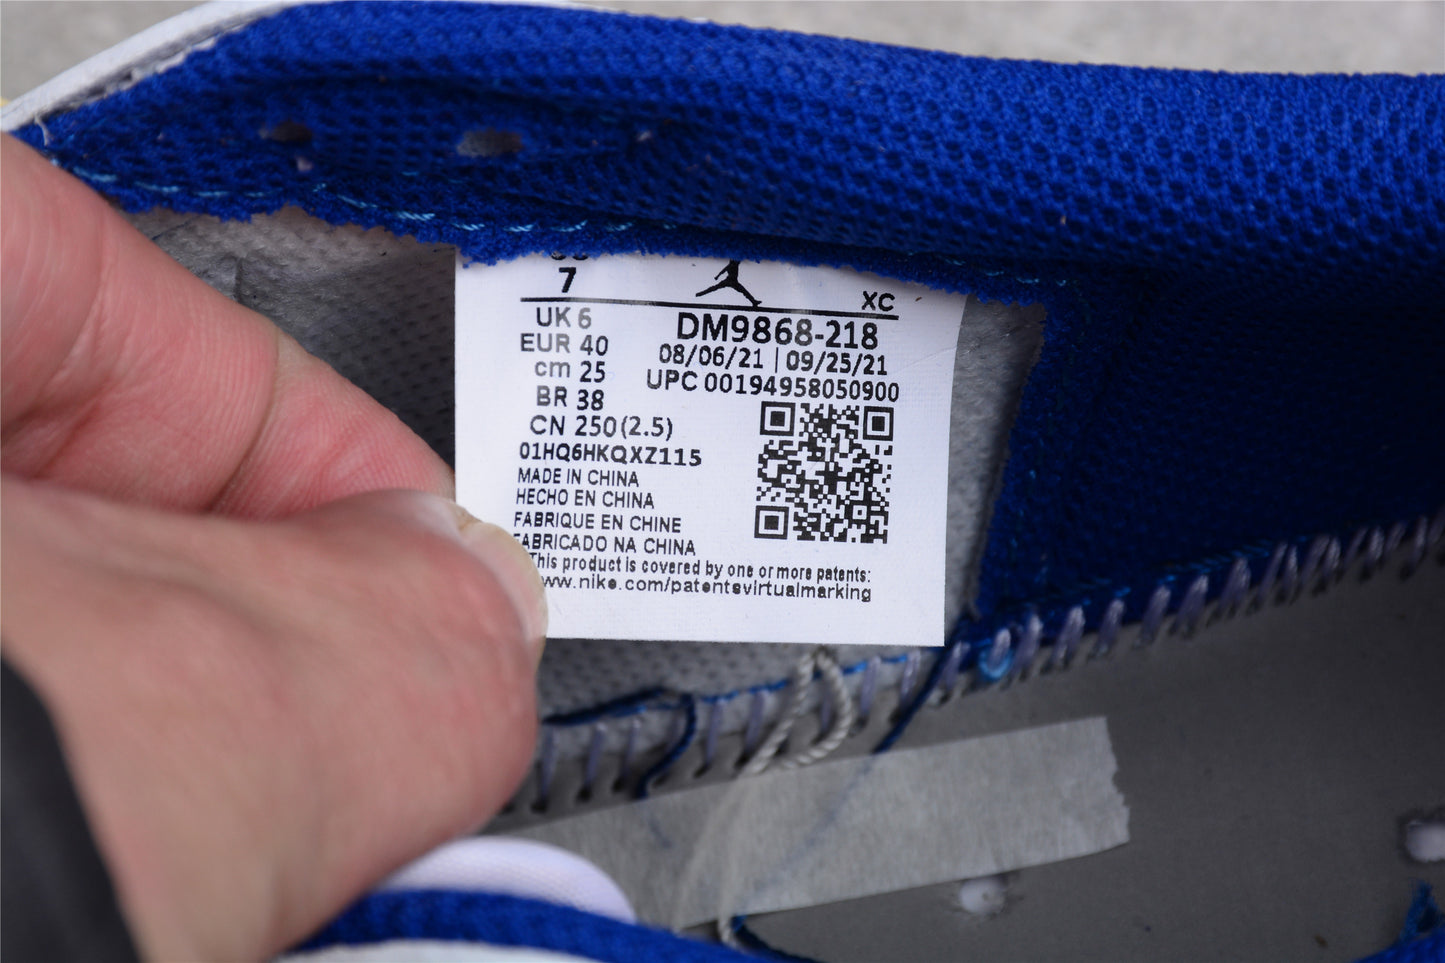 7
XC
UK 6
DM9868-218
EUR 40
08/06/21 | 09/25/21
cm 25
UPC 00194958050900
BR 38
CN 250(2.5)
01HQ6HKQXZ115
MADE IN CHINA
HECHO EN CHINA
FABRIQUE EN CHINE
FABRICADO NA CHINA
This product is covered by one or more patents:
www.nike.com/patentsvirtualmarking